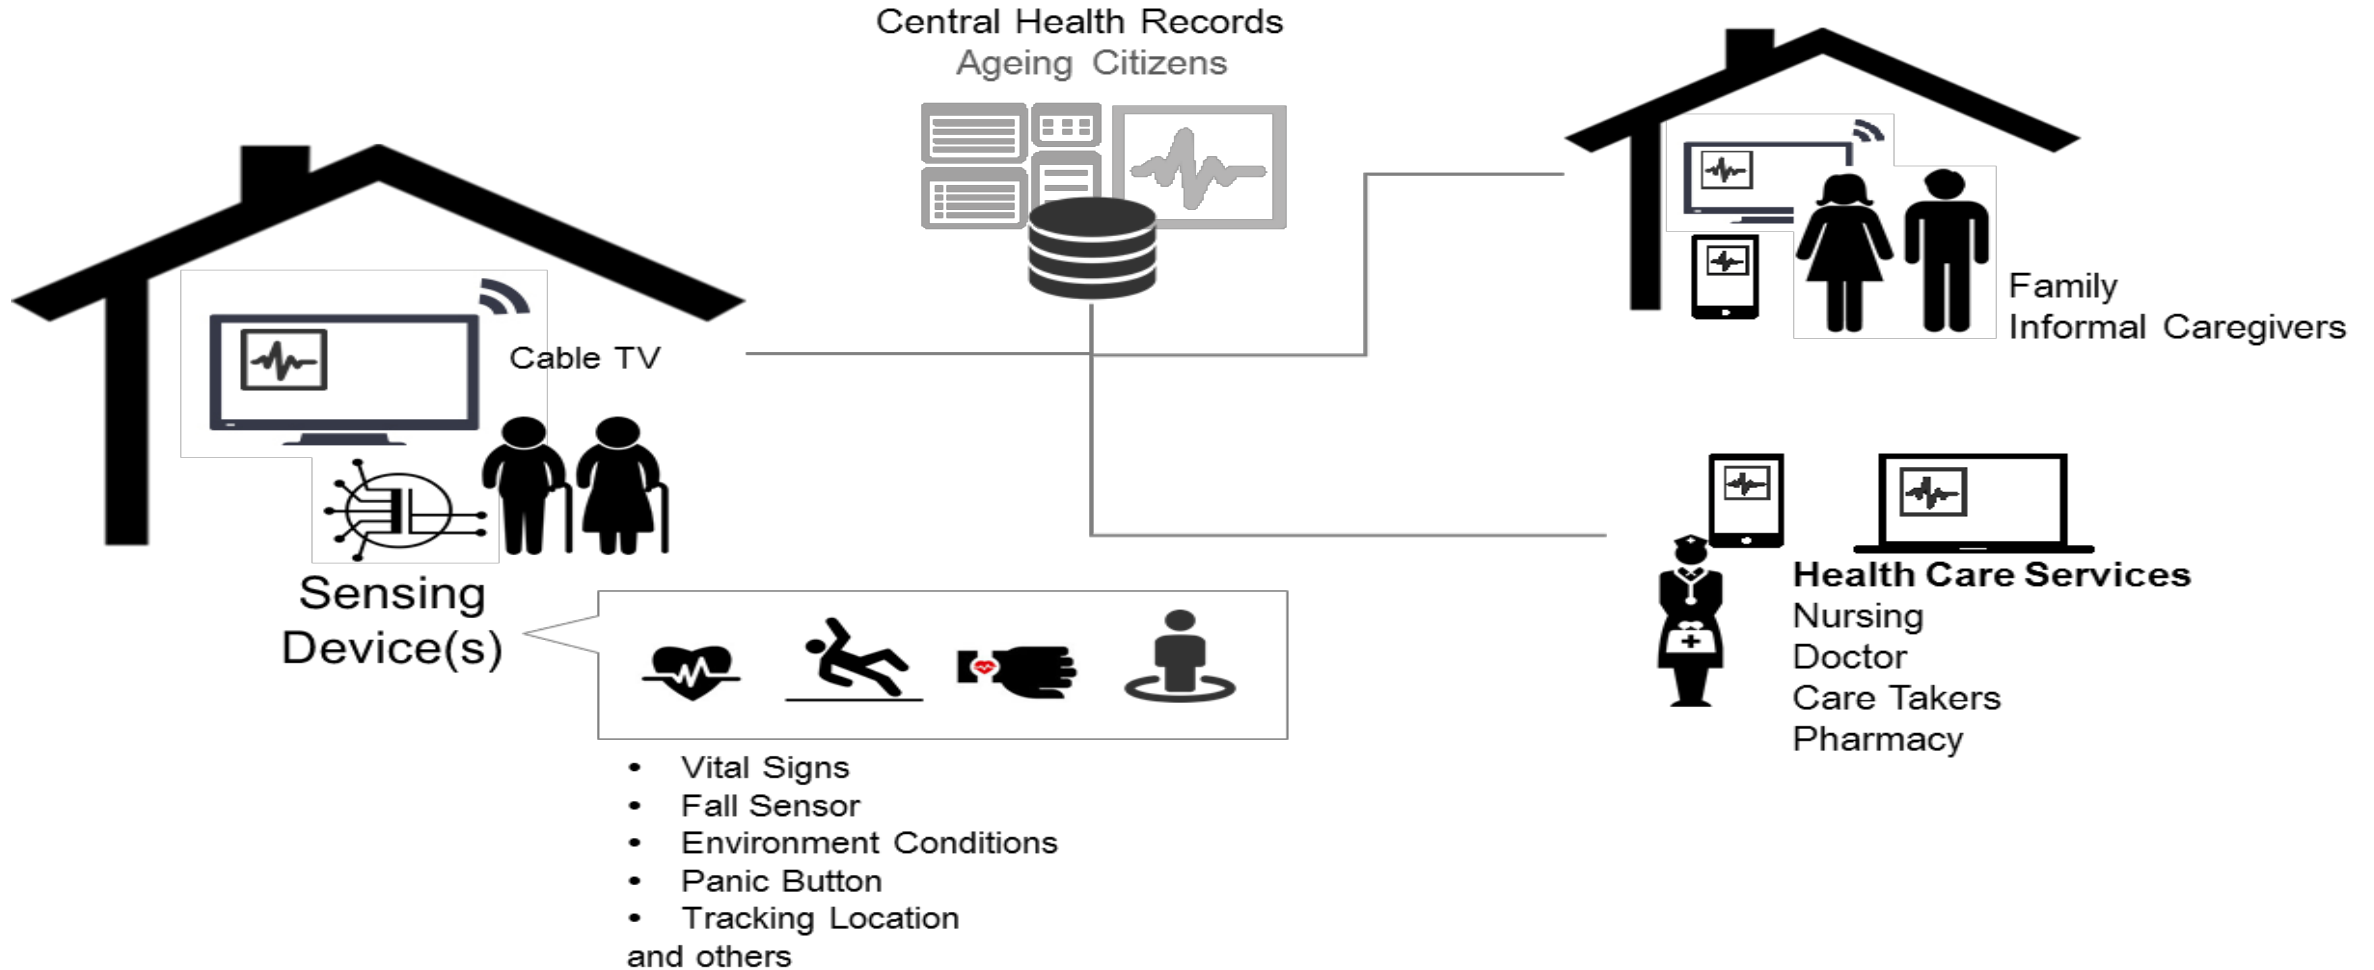 Central Health Records
Ageing Citizens
Cable TV
Family
Informal Caregivers
Sensing
Device(s)
Health Care Services
Nursing
Doctor
Care Takers
Pharmacy
• Vital Signs
• Fall Sensor
• Environment Conditions
• Panic Button
• Tracking Location
and others